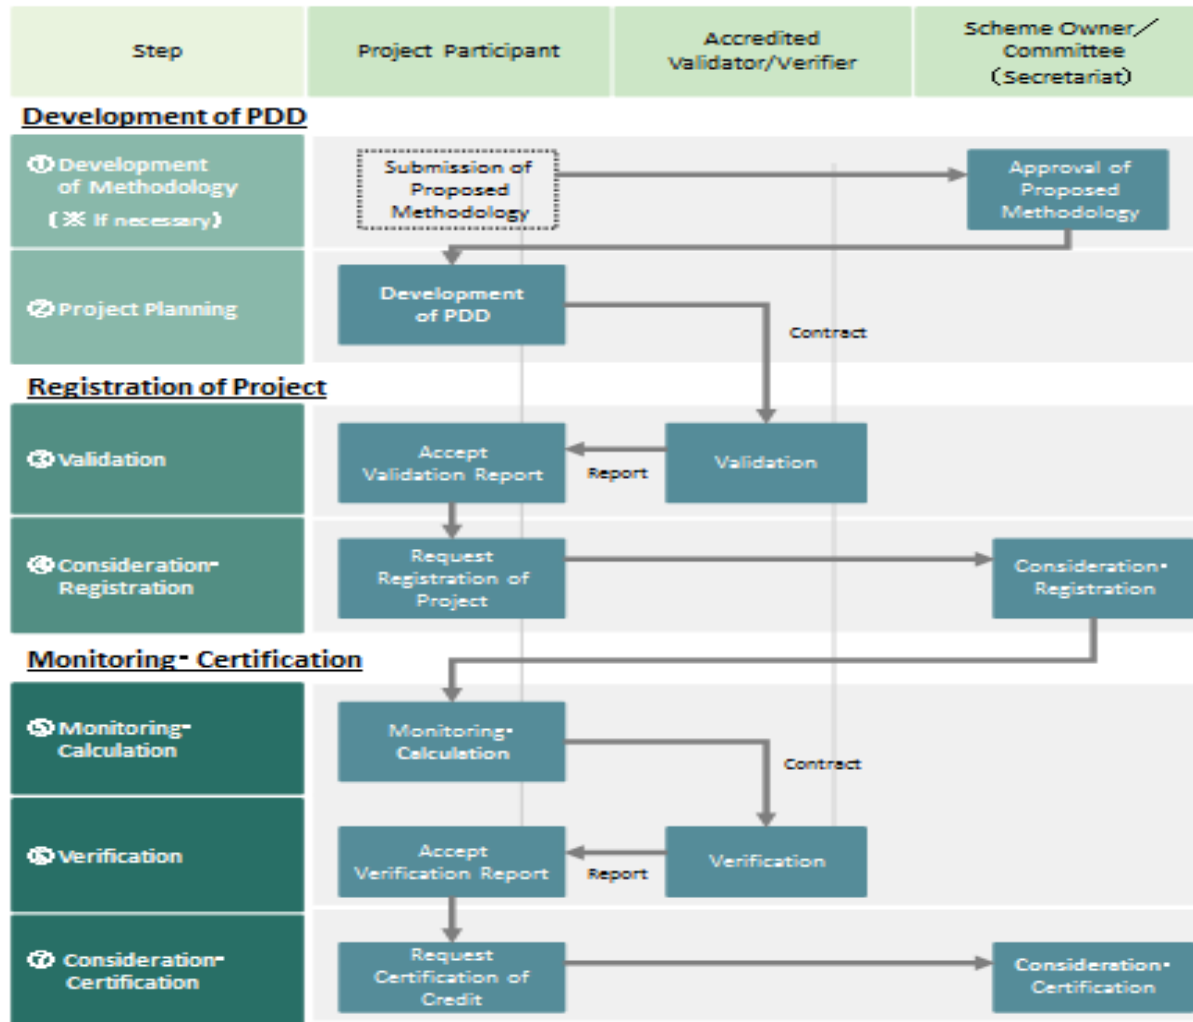 Step
Project Participant
Accredited
Validator/Verifier
Scheme Owner／
Committee
(Secretariat)
Development of PDD
① Development
of Methodology
(※ If necessary)
Submission of
Proposed
Methodology
Approval of
Proposed
Methodology
② Project Planning
Development
of PDD
Contract
Registration of Project
③ Validation
Accept
Validation Report
Report
Validation
④ Consideration・
Registration
Request
Registration of
Project
Consideration・
Registration
Monitoring・Certification
⑤ Monitoring・
Calculation
Monitoring・
Calculation
Contract
⑥ Verification
Accept
Verification Report
Report
Verification
⑦ Consideration・
Certification
Request
Certification of
Credit
Consideration・
Certification